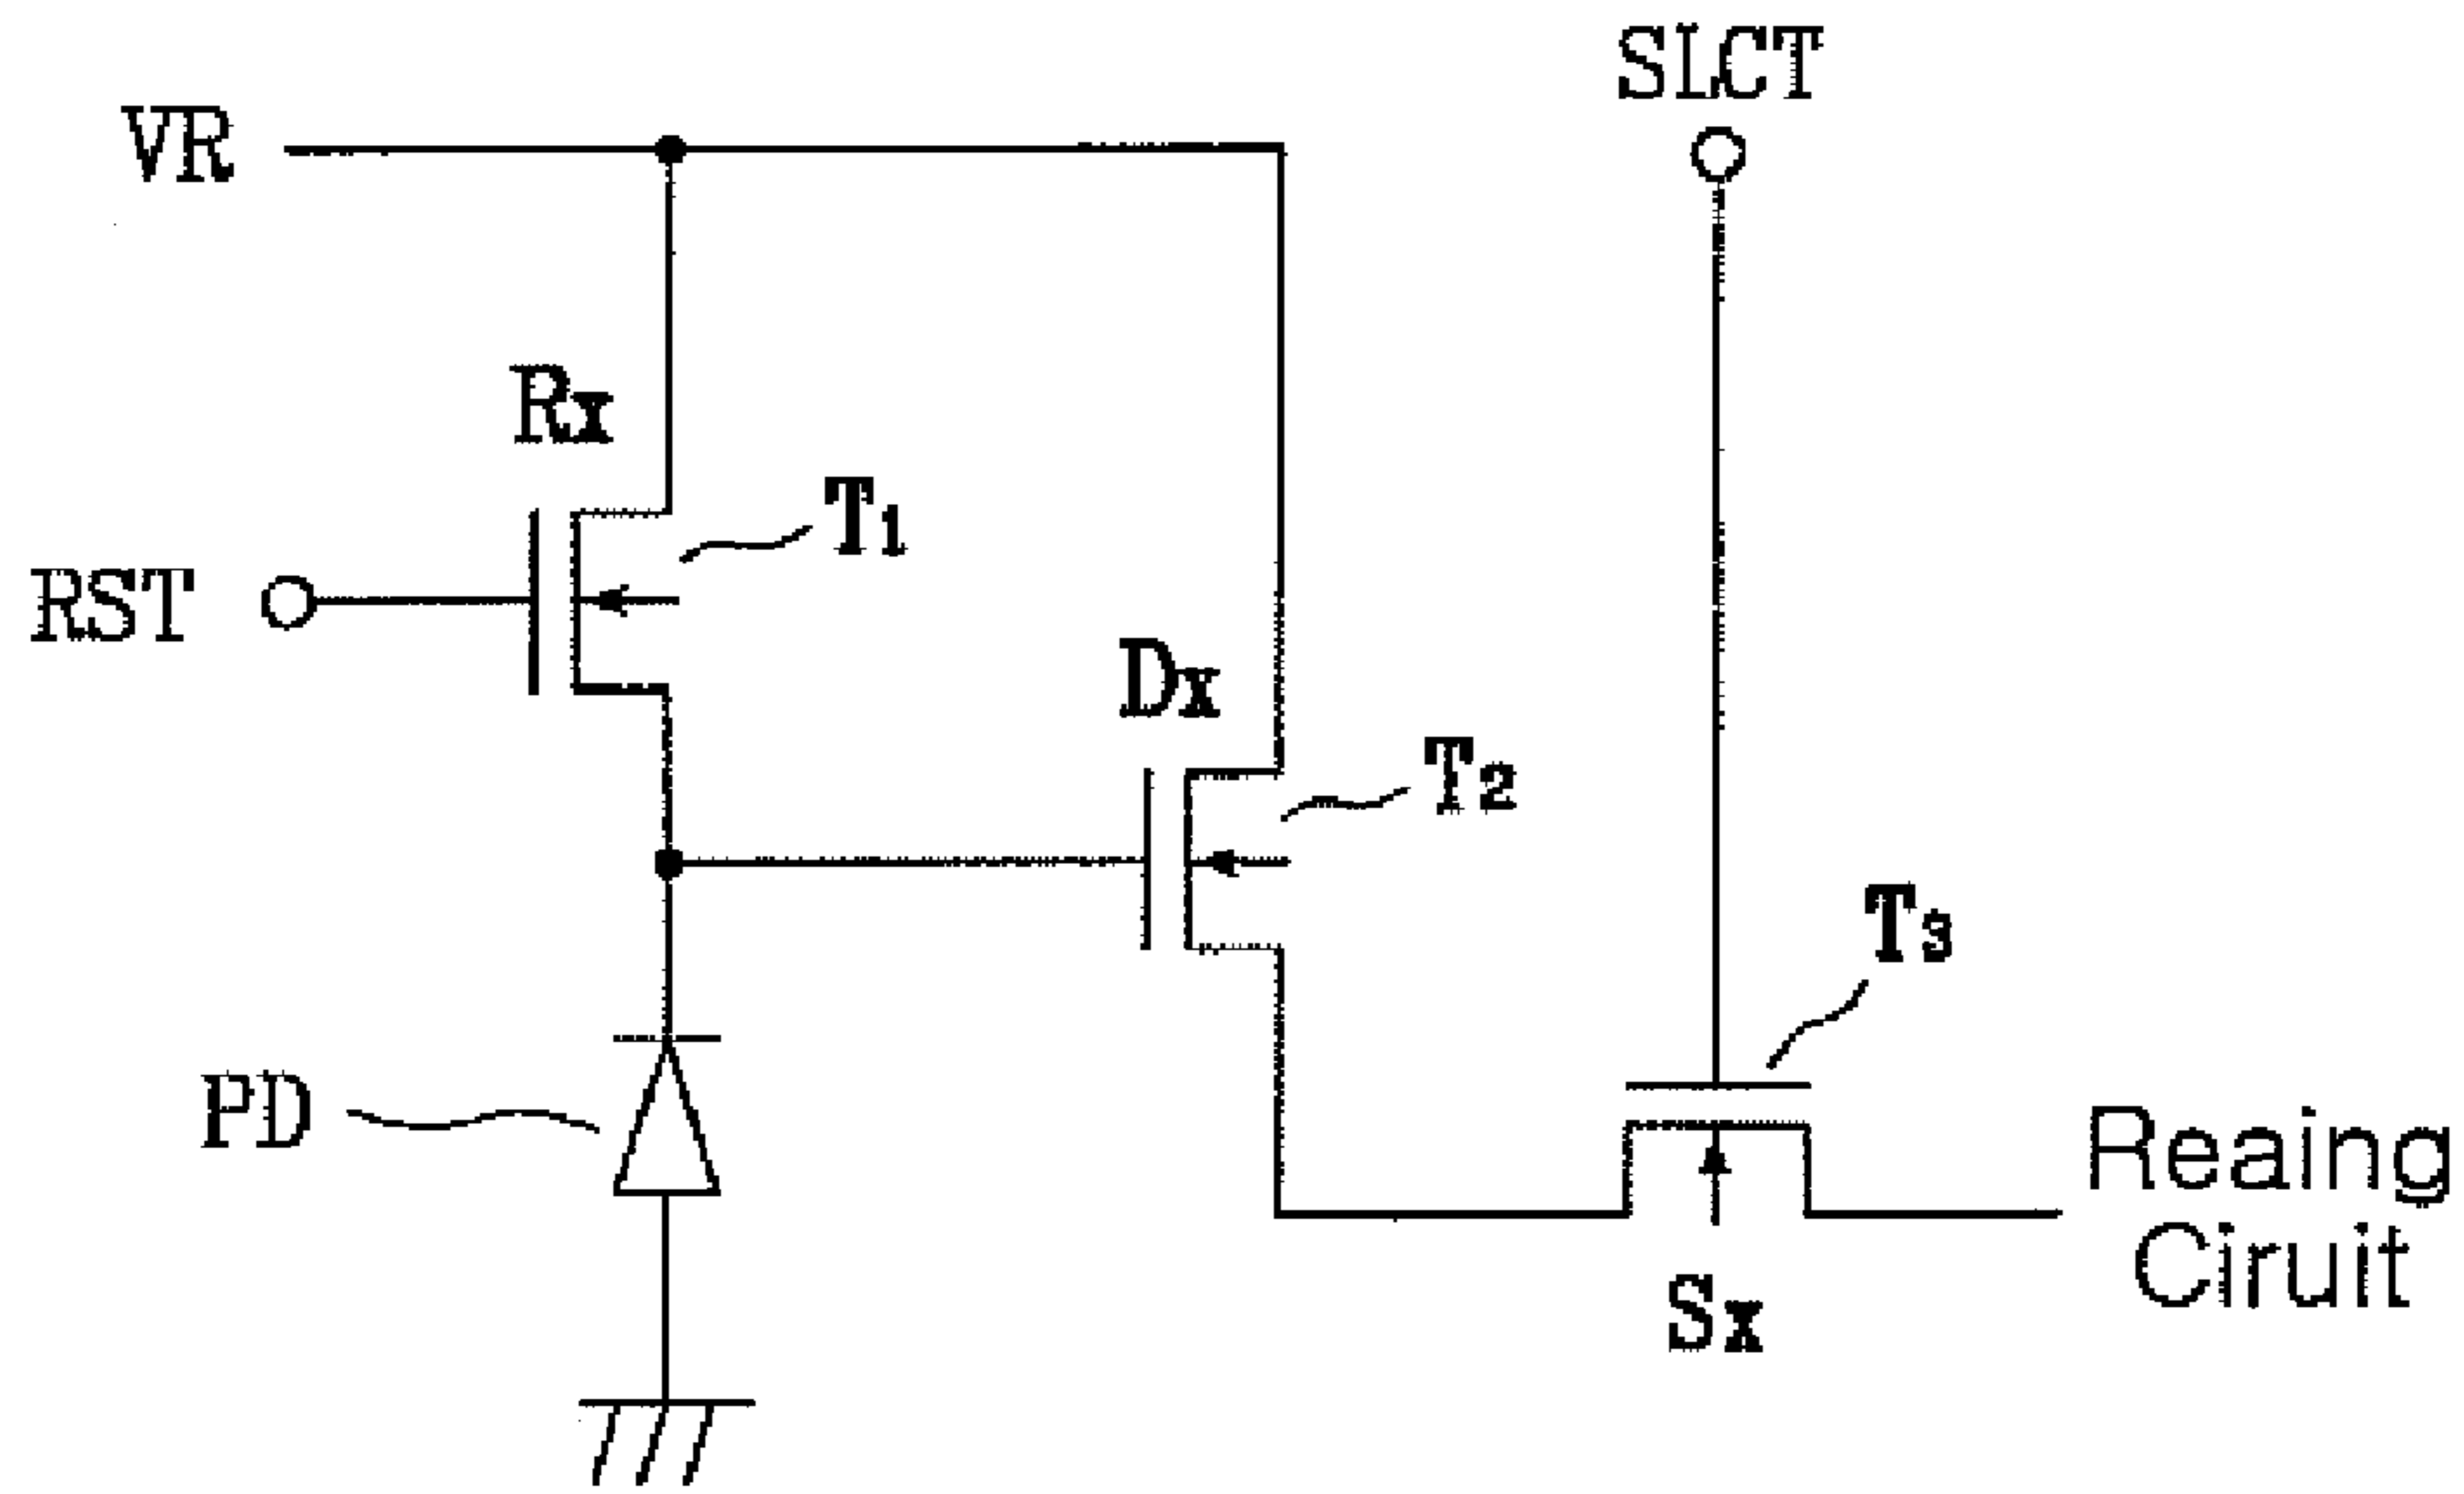 SLCT
VR
Rx
T1
RST
Dx
T2
T3
PD
Reaing
Ciruit
Sx